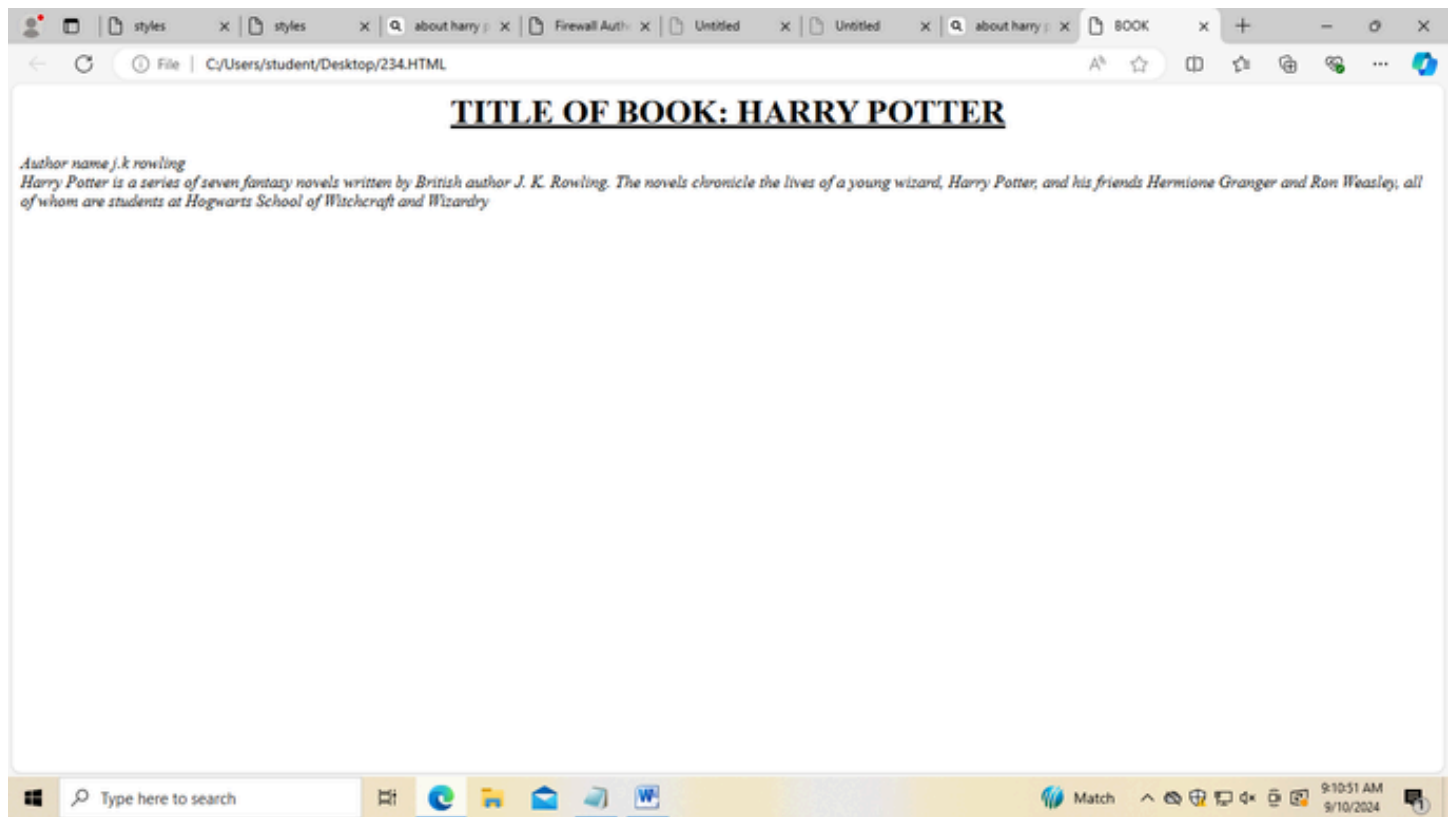 styles
styles
about harry p
Firewall Auth
Untitled
Untitled
about harry p
BOOK
File
C:/Users/student/Desktop/234.HTML
TITLE OF BOOK: HARRY POTTER
Author name j.k rowling
Harry Potter is a series of seven fantasy novels written by British author J. K. Rowling. The novels chronicle the lives of a young wizard, Harry Potter, and his friends Hermione Granger and Ron Weasley, all
of whom are students at Hogwarts School of Witchcraft and Wizardry
Type here to search
Match
9:10:51 AM
9/10/2024
1